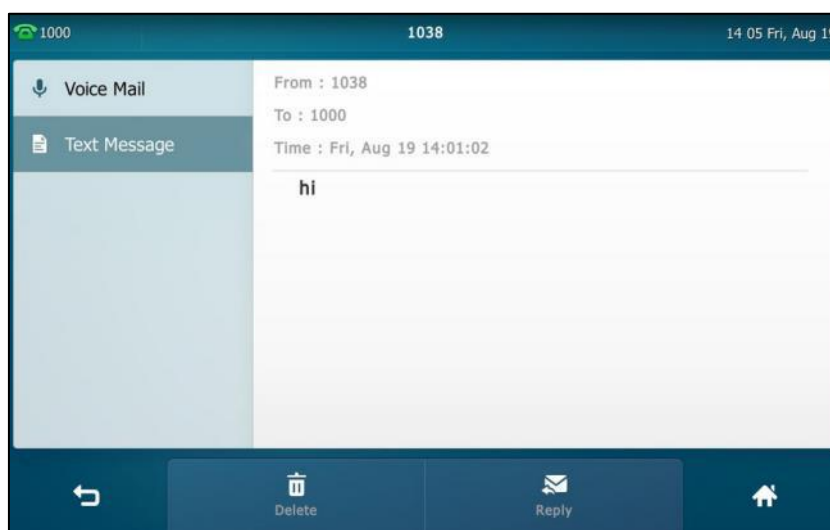 1000
1038
14 05 Fri, Aug 19
Voice Mail
Text Message
From : 1038
To : 1000
Time : Fri, Aug 19 14:01:02
hi
Delete
Reply